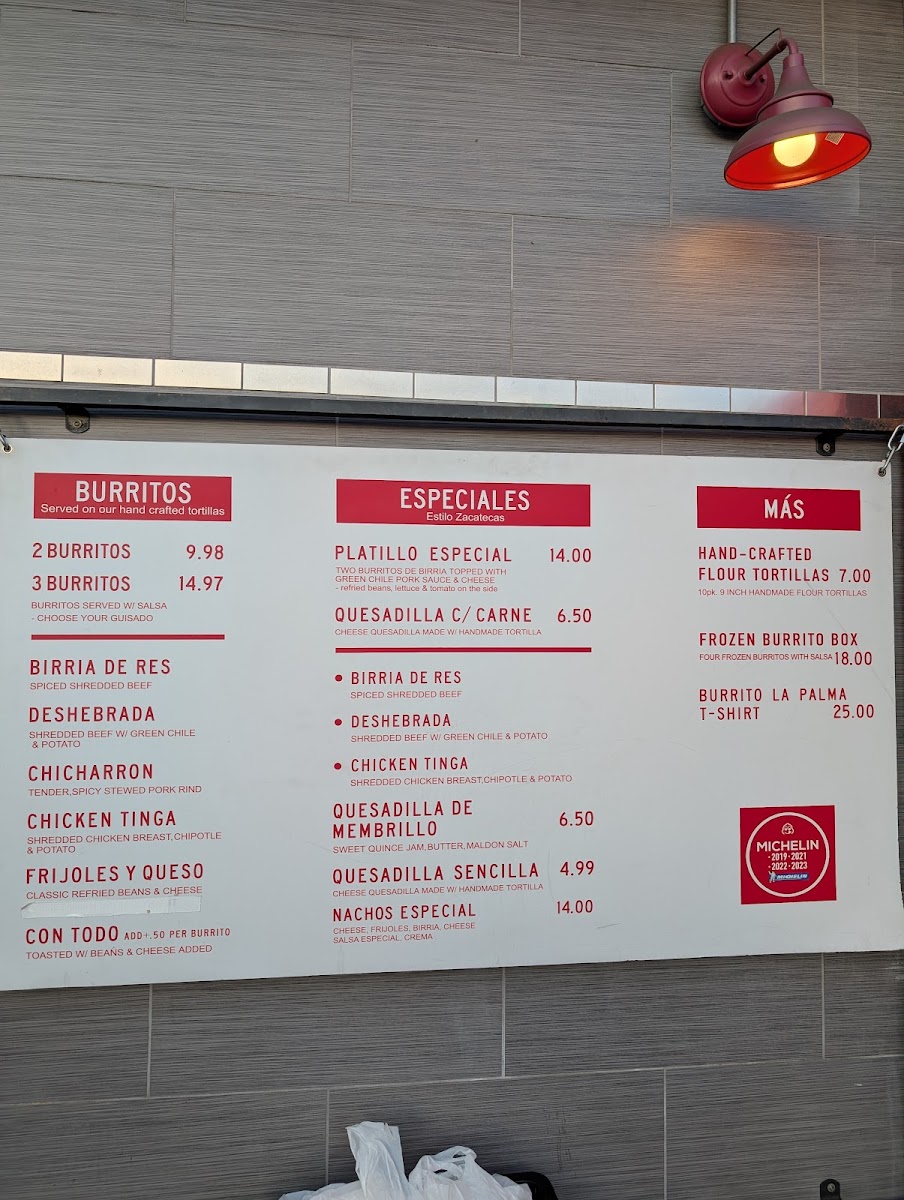 BURRITOS
Served on our hand crafted tortillas
2 BURRITOS 9.98
3 BURRITOS 14.97
BURRITOS SERVED W/ SALSA
- CHOOSE YOUR GUISADO
BIRRIA DE RES
SPICED SHREDDED BEEF
DESHEBRADA
SHREDDED BEEF W/ GREEN CHILE
& POTATO
CHICHARRON
TENDER,SPICY STEWED PORK RIND
CHICKEN TINGA
SHREDDED CHICKEN BREAST,CHIPOTLE
& POTATO
FRIJOLES Y QUESO
CLASSIC REFRIED BEANS & CHEESE
CON TODO ADD+.50 PER BURRITO
TOASTED W/ BEANS & CHEESE ADDED
ESPECIALES
Estilo Zacatecas
PLATILLO ESPECIAL 14.00
TWO BURRITOS DE BIRRIA TOPPED WITH
GREEN CHILE PORK SAUCE & CHEESE
- refried beans, lettuce & tomato on the side
QUESADILLA C/ CARNE 6.50
CHEESE QUESADILLA MADE W/ HANDMADE TORTILLA
• BIRRIA DE RES
SPICED SHREDDED BEEF
• DESHEBRADA
SHREDDED BEEF W/ GREEN CHILE & POTATO
• CHICKEN TINGA
SHREDDED CHICKEN BREAST,CHIPOTLE & POTATO
QUESADILLA DE
MEMBRILLO 6.50
SWEET QUINCE JAM,BUTTER,MALDON SALT
QUESADILLA SENCILLA 4.99
CHEESE QUESADILLA MADE W/ HANDMADE TORTILLA
NACHOS ESPECIAL 14.00
CHEESE, FRIJOLES, BIRRIA, CHEESE
SALSA ESPECIAL, CREMA
MÁS
HAND-CRAFTED
FLOUR TORTILLAS 7.00
10pk. 9 INCH HANDMADE FLOUR TORTILLAS
FROZEN BURRITO BOX
FOUR FROZEN BURRITOS WITH SALSA 18.00
BURRITO LA PALMA
T-SHIRT 25.00
MICHELIN
·2019·2021
·2022·2023
MICHELIN